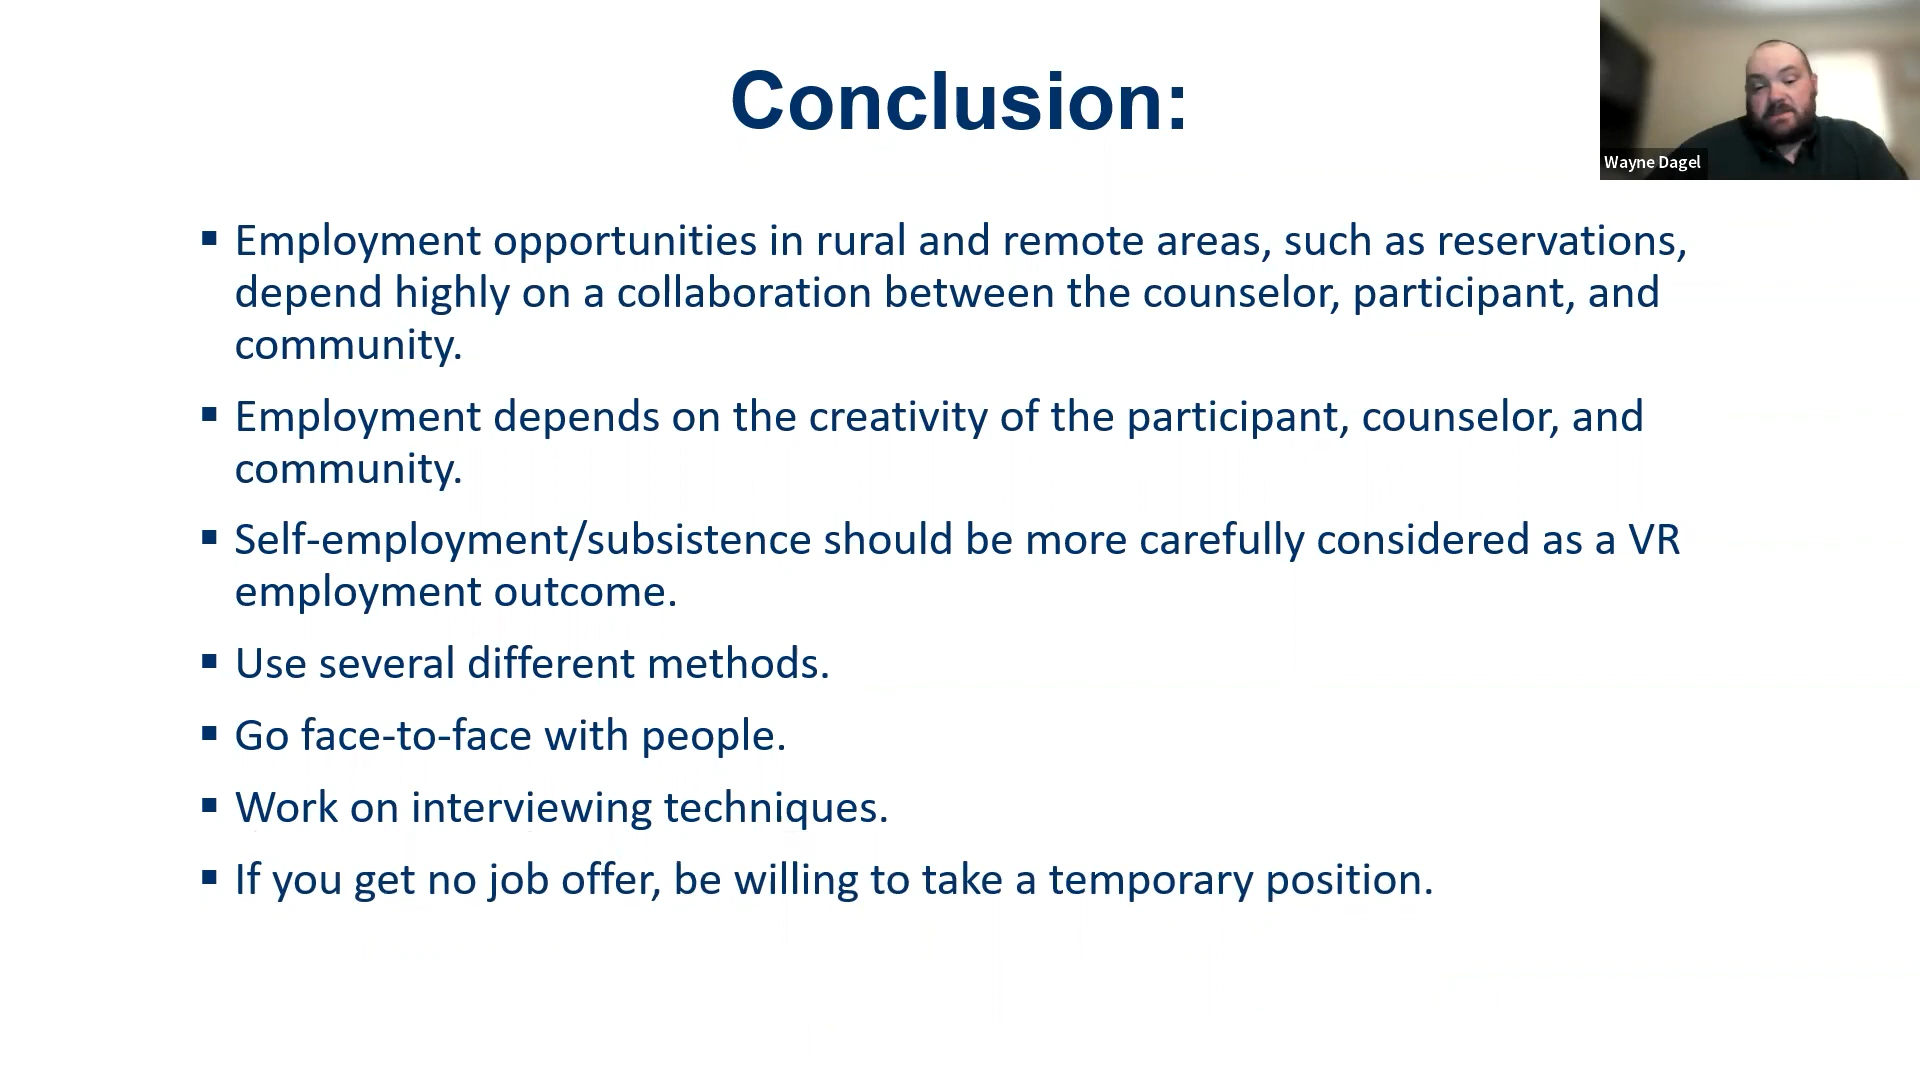 Conclusion:
Wayne Dagel
▪ Employment opportunities in rural and remote areas, such as reservations,
depend highly on a collaboration between the counselor, participant, and
community.
▪ Employment depends on the creativity of the participant, counselor, and
community.
▪ Self-employment/subsistence should be more carefully considered as a VR
employment outcome.
▪ Use several different methods.
▪ Go face-to-face with people.
▪ Work on interviewing techniques.
▪ If you get no job offer, be willing to take a temporary position.